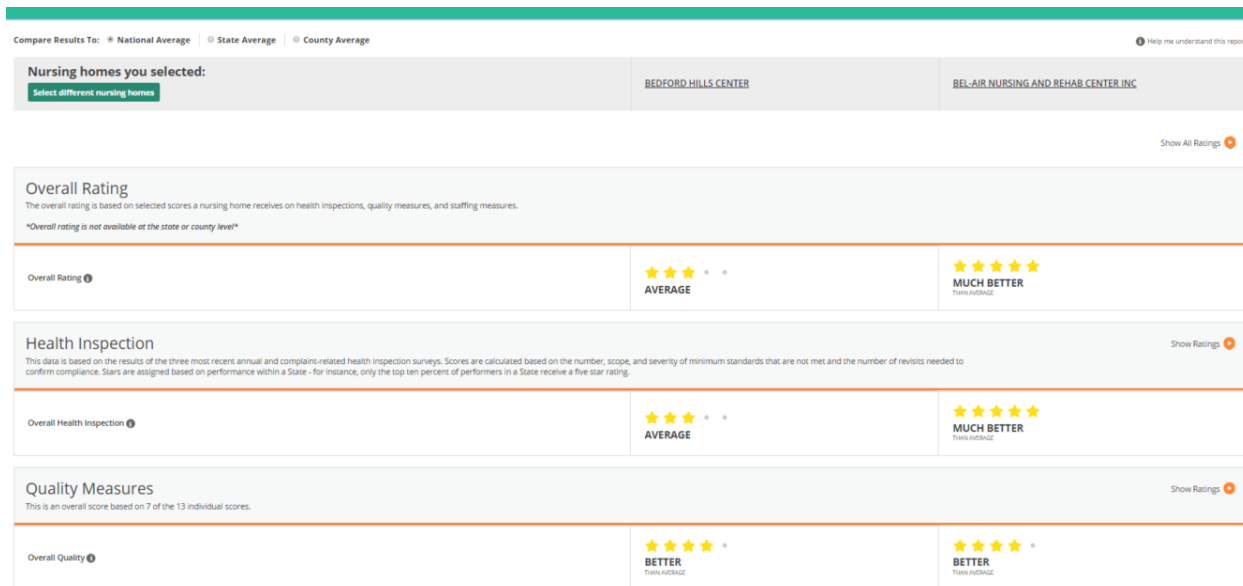 Compare Results To: National Average State Average County Average
Help me understand this repor
Nursing homes you selected:
Select different nursing homes
BEDFORD HILLS CENTER
BEL-AIR NURSING AND REHAB CENTER INC
Show All Ratings
Overall Rating
The overall rating is based on selected scores a nursing home receives on health inspections, quality measures, and staffing measures.
*Overall rating is not available at the state or county level*
Overall Rating
AVERAGE
MUCH BETTER
THAN AVERAGE
Health Inspection
Show Ratings
This data is based on the results of the three most recent annual and complaint-related health inspection surveys. Scores are calculated based on the number, scope, and severity of minimum standards that are not met and the number of revisits needed to
confirm compliance. Stars are assigned based on performance within a State - for instance, only the top ten percent of performers in a State receive a five star rating.
Overall Health Inspection
AVERAGE
MUCH BETTER
THAN AVERAGE
Quality Measures
Show Ratings
This is an overall score based on 7 of the 13 individual scores.
Overall Quality
BETTER
THAN AVERAGE
BETTER
THAN AVERAGE